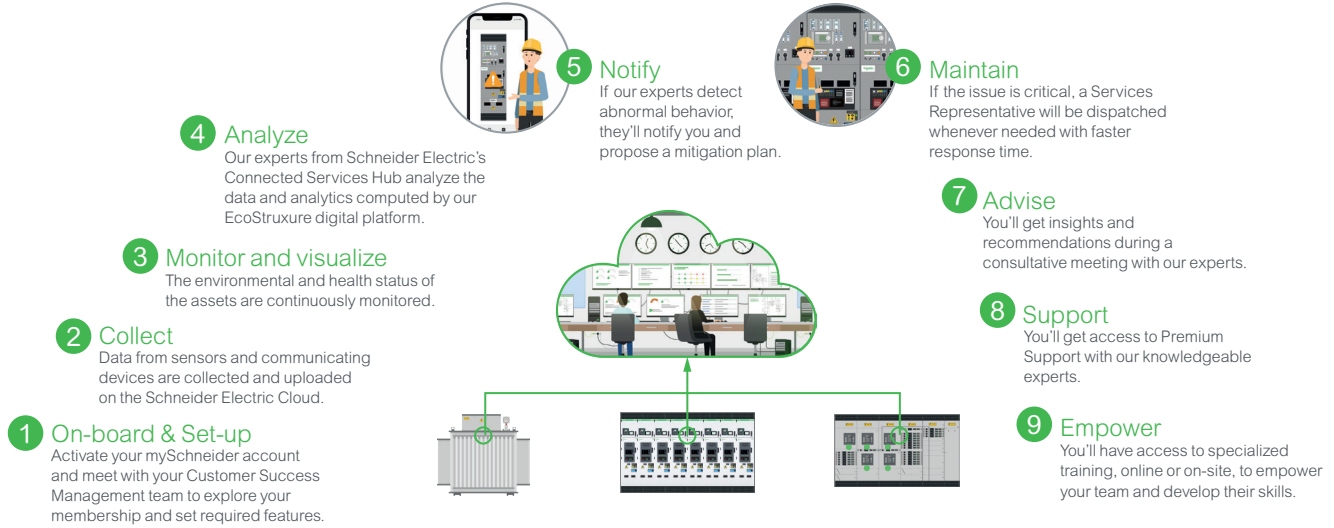 1
On-board & Set-up
Activate your mySchneider account
and meet with your Customer Success
Management team to explore your
membership and set required features.
2
Collect
Data from sensors and communicating
devices are collected and uploaded
on the Schneider Electric Cloud.
3
Monitor and visualize
The environmental and health status of
the assets are continuously monitored.
4
Analyze
Our experts from Schneider Electric's
Connected Services Hub analyze the
data and analytics computed by our
EcoStruxure digital platform.
5
Notify
If our experts detect
abnormal behavior,
they'll notify you and
propose a mitigation plan.
6
Maintain
If the issue is critical, a Services
Representative will be dispatched
whenever needed with faster
response time.
7
Advise
You'll get insights and
recommendations during a
consultative meeting with our experts.
8
Support
You'll get access to Premium
Support with our knowledgeable
experts.
9
Empower
You'll have access to specialized
training, online or on-site, to empower
your team and develop their skills.